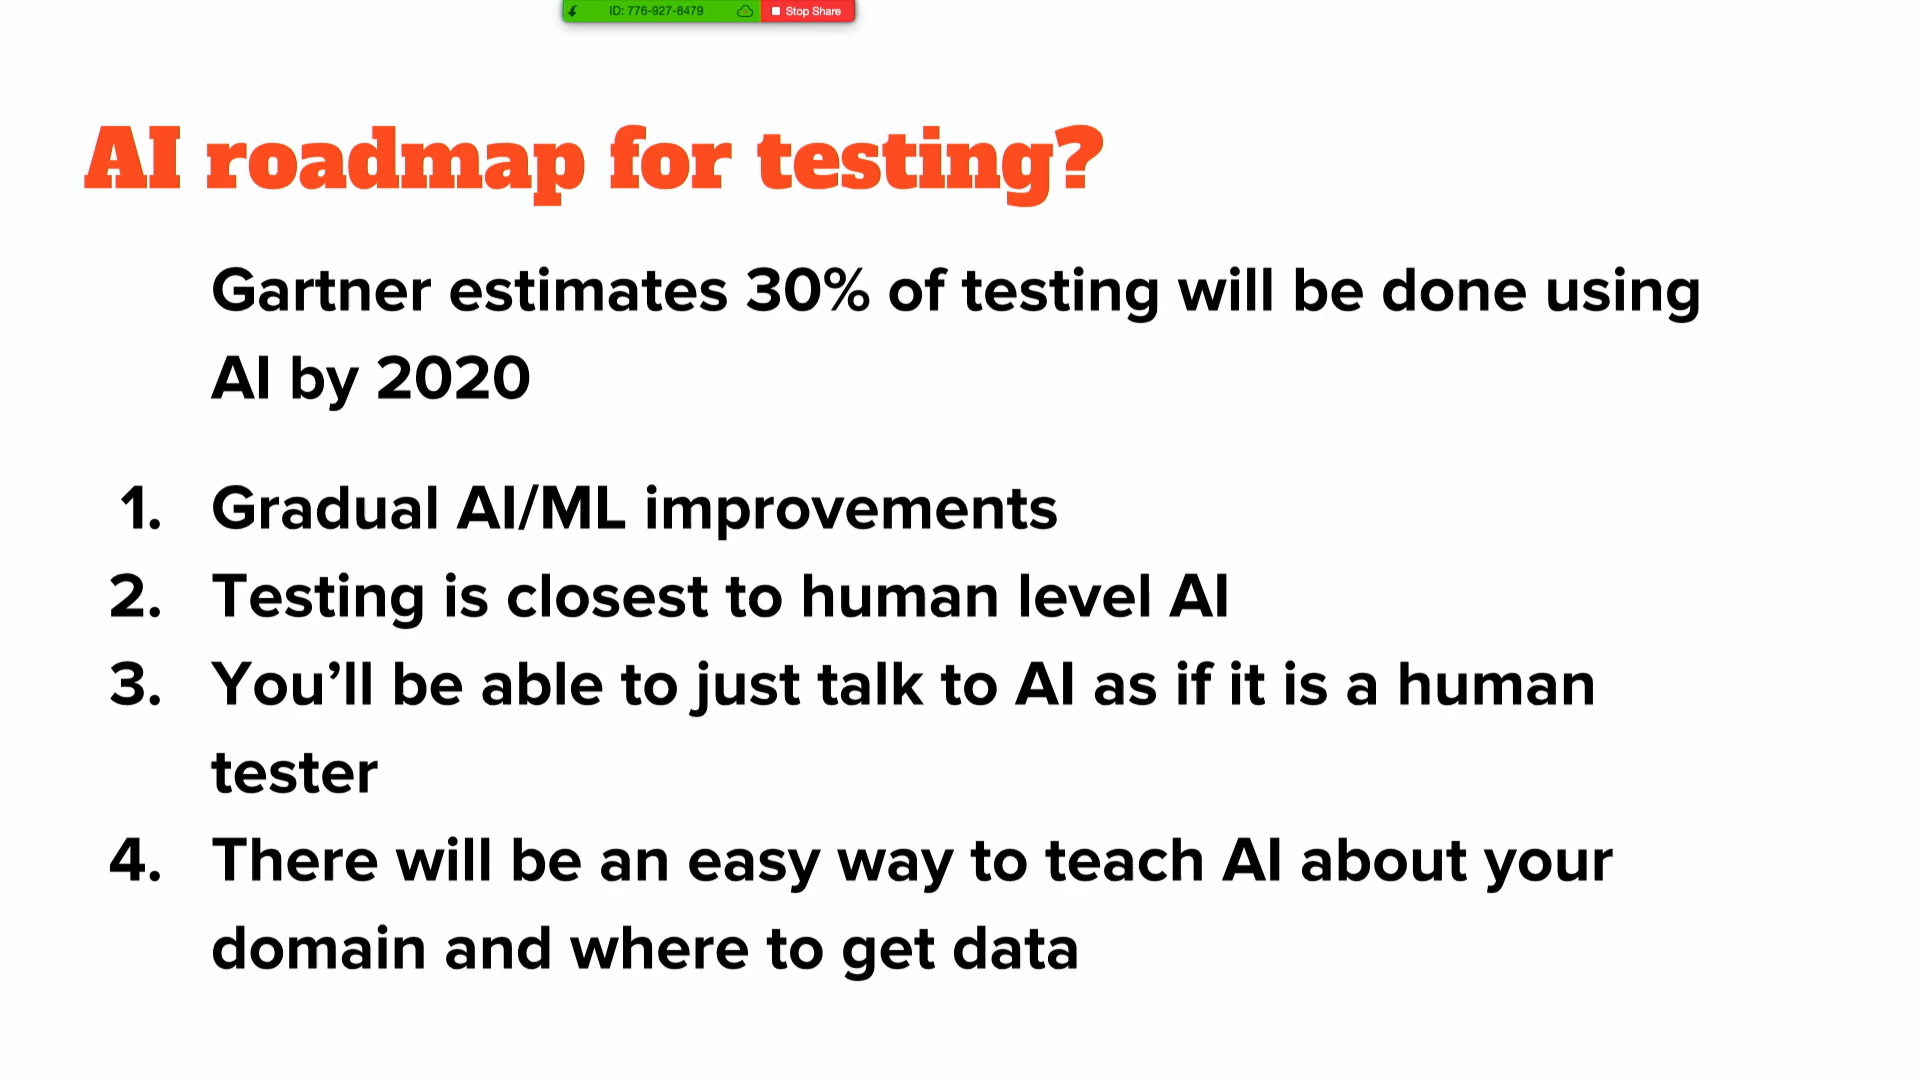 ID: 776-927-8479
Stop Share
AI roadmap for testing?
Gartner estimates 30% of testing will be done using
AI by 2020
1. Gradual AI/ML improvements
2. Testing is closest to human level AI
3. You’ll be able to just talk to AI as if it is a human
tester
4. There will be an easy way to teach AI about your
domain and where to get data